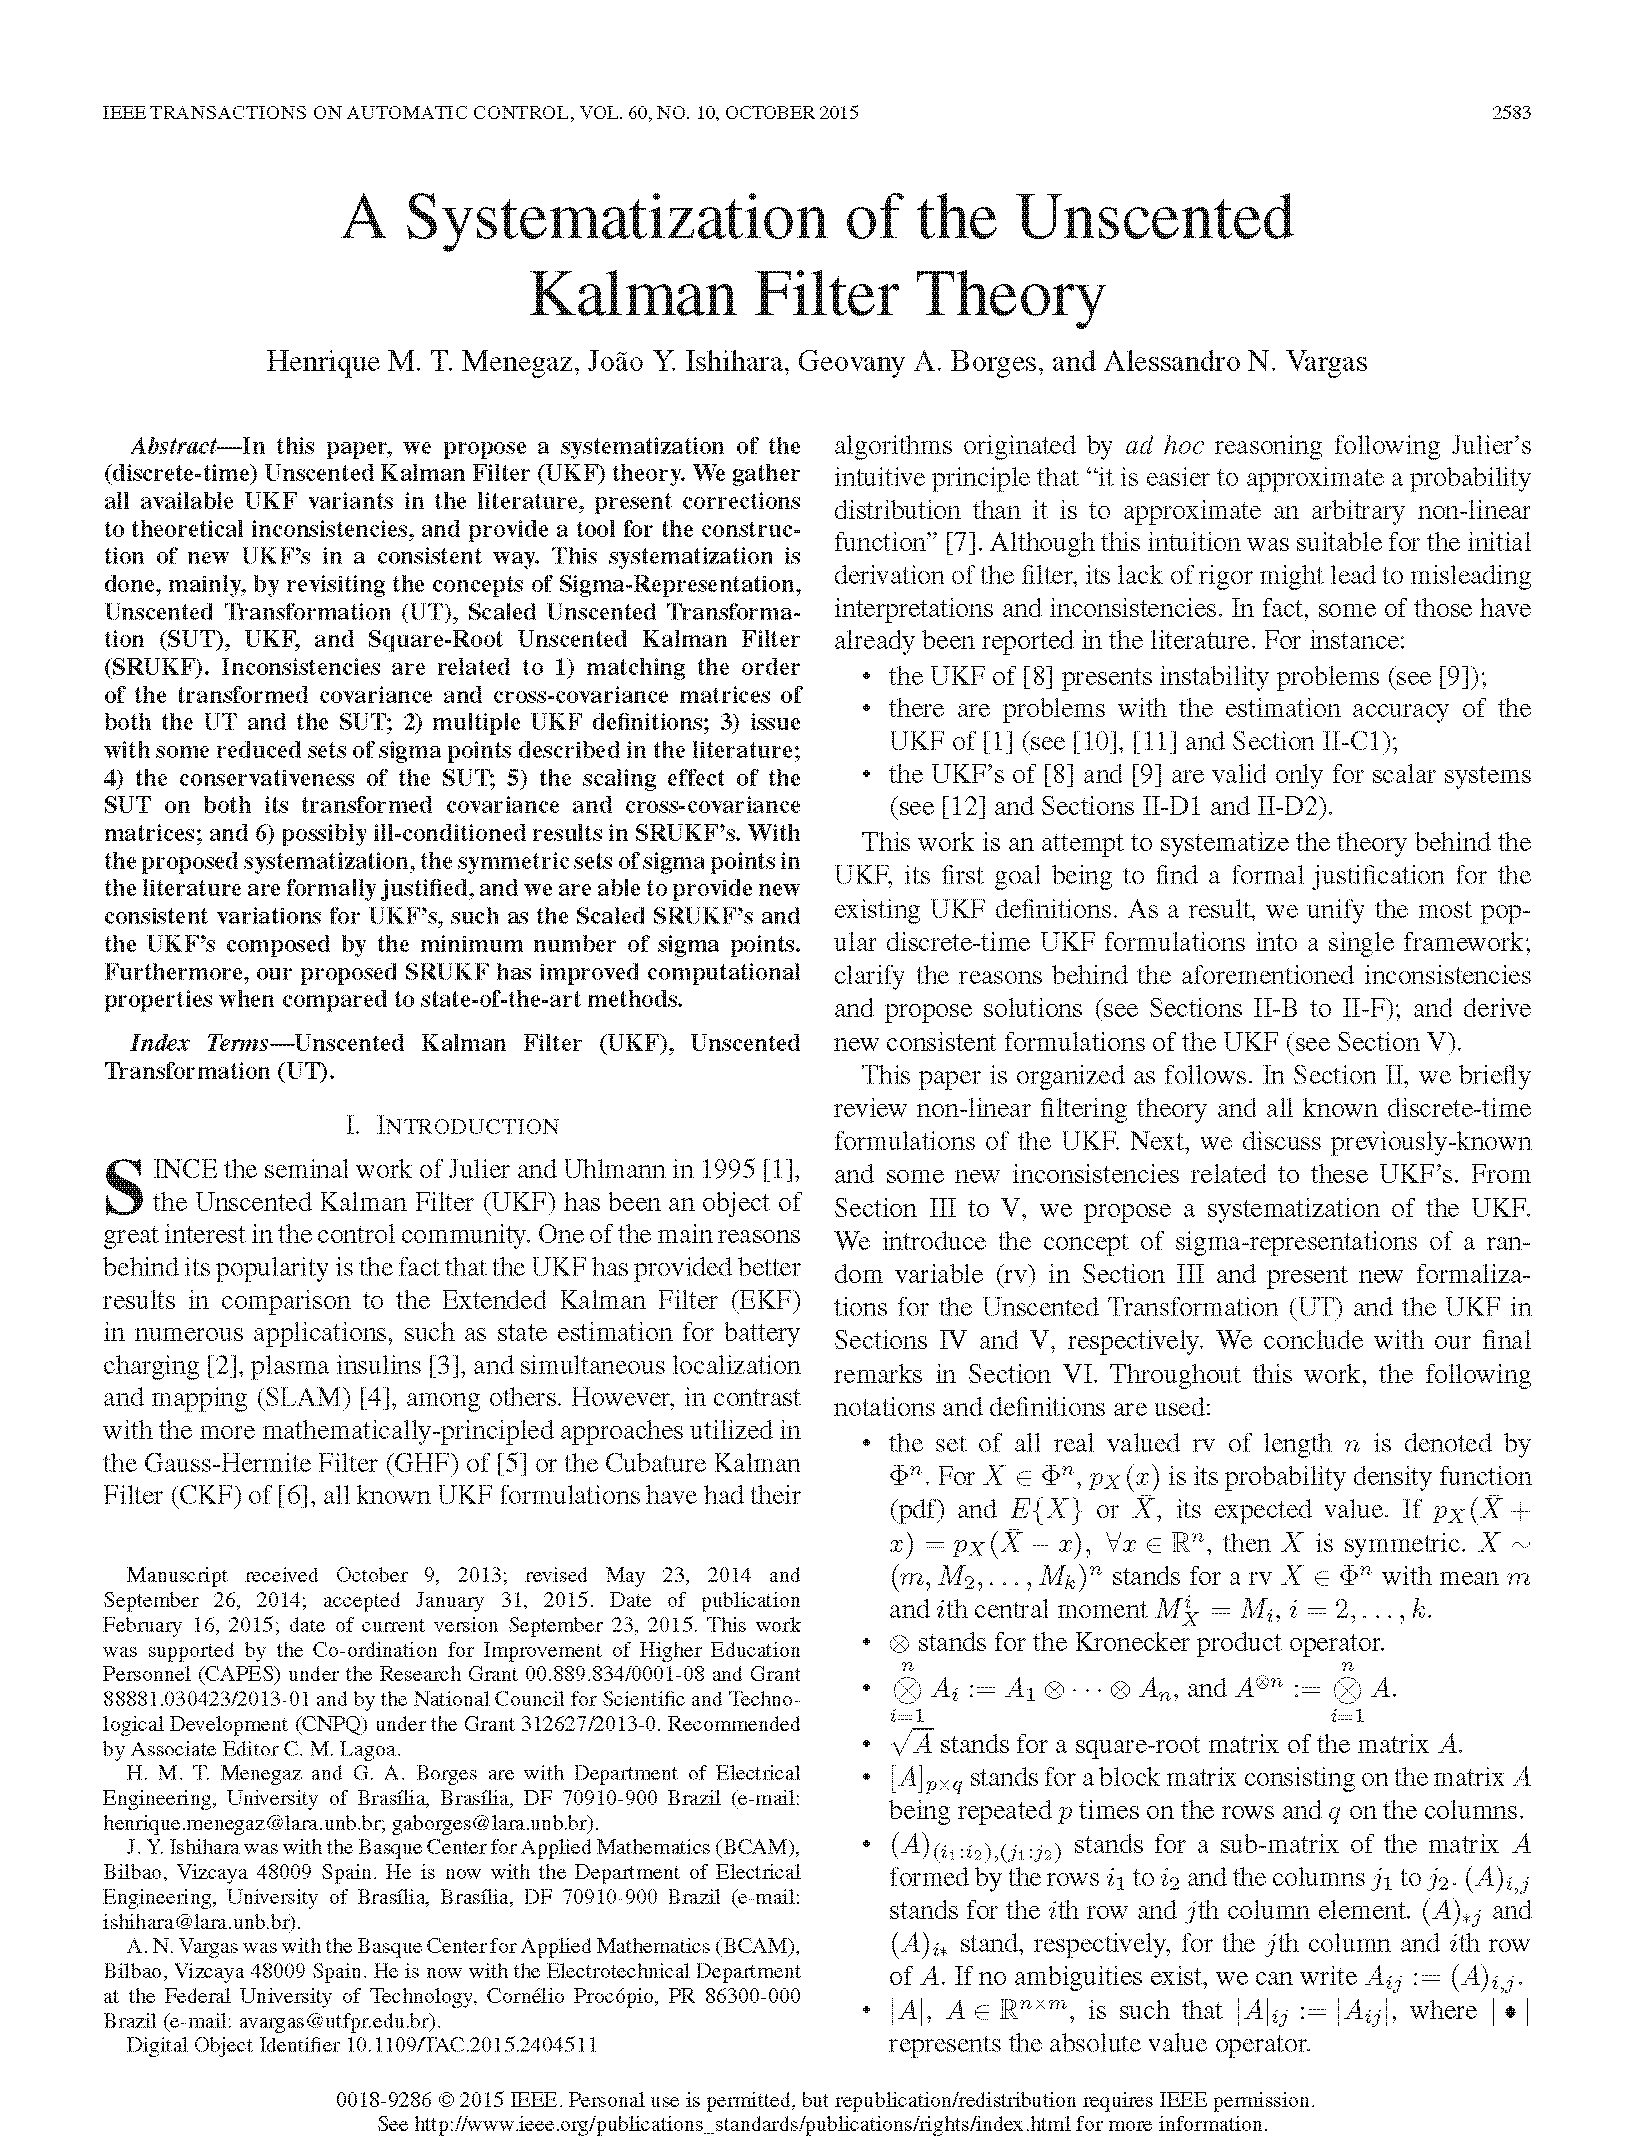 IEEE TRANSACTIONS ON AUTOMATIC CONTROL, VOL. 60, NO. 10, OCTOBER 2015 2583
A Systematization of the Unscented
Kalman Filter Theory
Henrique M. T. Menegaz, João Y. Ishihara, Geovany A. Borges, and Alessandro N. Vargas
Abstract—In this paper, we propose a systematization of the
(discrete-time) Unscented Kalman Filter (UKF) theory. We gather
all available UKF variants in the literature, present corrections
to theoretical inconsistencies, and provide a tool for the construc-
tion of new UKF's in a consistent way. This systematization is
done, mainly, by revisiting the concepts of Sigma-Representation,
Unscented Transformation (UT), Scaled Unscented Transforma-
tion (SUT), UKF, and Square-Root Unscented Kalman Filter
(SRUKF). Inconsistencies are related to 1) matching the order
of the transformed covariance and cross-covariance matrices of
both the UT and the SUT; 2) multiple UKF definitions; 3) issue
with some reduced sets of sigma points described in the literature;
4) the conservativeness of the SUT; 5) the scaling effect of the
SUT on both its transformed covariance and cross-covariance
matrices; and 6) possibly ill-conditioned results in SRUKF's. With
the proposed systematization, the symmetric sets of sigma points in
the literature are formally justified, and we are able to provide new
consistent variations for UKF's, such as the Scaled SRUKF's and
the UKF's composed by the minimum number of sigma points.
Furthermore, our proposed SRUKF has improved computational
properties when compared to state-of-the-art methods.
Index Terms—Unscented Kalman Filter (UKF), Unscented
Transformation (UT).
I. INTRODUCTION
SINCE the seminal work of Julier and Uhlmann in 1995 [1],
the Unscented Kalman Filter (UKF) has been an object of
great interest in the control community. One of the main reasons
behind its popularity is the fact that the UKF has provided better
results in comparison to the Extended Kalman Filter (EKF)
in numerous applications, such as state estimation for battery
charging [2], plasma insulins [3], and simultaneous localization
and mapping (SLAM) [4], among others. However, in contrast
with the more mathematically-principled approaches utilized in
the Gauss-Hermite Filter (GHF) of [5] or the Cubature Kalman
Filter (CKF) of [6], all known UKF formulations have had their
Manuscript received October 9, 2013; revised May 23, 2014 and
September 26, 2014; accepted January 31, 2015. Date of publication
February 16, 2015; date of current version September 23, 2015. This work
was supported by the Co-ordination for Improvement of Higher Education
Personnel (CAPES) under the Research Grant 00.889.834/0001-08 and Grant
88881.030423/2013-01 and by the National Council for Scientific and Techno-
logical Development (CNPQ) under the Grant 312627/2013-0. Recommended
by Associate Editor C. M. Lagoa.
H. M. T. Menegaz and G. A. Borges are with Department of Electrical
Engineering, University of Brasília, Brasília, DF 70910-900 Brazil (e-mail:
henrique.menegaz@lara.unb.br; gaborges@lara.unb.br).
J. Y. Ishihara was with the Basque Center for Applied Mathematics (BCAM),
Bilbao, Vizcaya 48009 Spain. He is now with the Department of Electrical
Engineering, University of Brasília, Brasília, DF 70910-900 Brazil (e-mail:
ishihara@lara.unb.br).
A. N. Vargas was with the Basque Center for Applied Mathematics (BCAM),
Bilbao, Vizcaya 48009 Spain. He is now with the Electrotechnical Department
at the Federal University of Technology, Cornélio Procópio, PR 86300-000
Brazil (e-mail: avargas@utfpr.edu.br).
Digital Object Identifier 10.1109/TAC.2015.2404511
algorithms originated by ad hoc reasoning following Julier's
intuitive principle that “it is easier to approximate a probability
distribution than it is to approximate an arbitrary non-linear
function” [7]. Although this intuition was suitable for the initial
derivation of the filter, its lack of rigor might lead to misleading
interpretations and inconsistencies. In fact, some of those have
already been reported in the literature. For instance:
• the UKF of [8] presents instability problems (see [9]);
• there are problems with the estimation accuracy of the
UKF of [1] (see [10], [11] and Section II-C1);
• the UKF's of [8] and [9] are valid only for scalar systems
(see [12] and Sections II-D1 and II-D2).
This work is an attempt to systematize the theory behind the
UKF, its first goal being to find a formal justification for the
existing UKF definitions. As a result, we unify the most pop-
ular discrete-time UKF formulations into a single framework;
clarify the reasons behind the aforementioned inconsistencies
and propose solutions (see Sections II-B to II-F); and derive
new consistent formulations of the UKF (see Section V).
This paper is organized as follows. In Section II, we briefly
review non-linear filtering theory and all known discrete-time
formulations of the UKF. Next, we discuss previously-known
and some new inconsistencies related to these UKF's. From
Section III to V, we propose a systematization of the UKF.
We introduce the concept of sigma-representations of a ran-
dom variable (rv) in Section III and present new formaliza-
tions for the Unscented Transformation (UT) and the UKF in
Sections IV and V, respectively. We conclude with our final
remarks in Section VI. Throughout this work, the following
notations and definitions are used:
• the set of all real valued rv of length n is denoted by
Φⁿ. For X ∈ Φⁿ, p_X(x) is its probability density function
(pdf) and E{X} or X̄, its expected value. If p_X(X̄ +
x) = p_X(X̄ − x), ∀x ∈ ℝⁿ, then X is symmetric. X ∼
(m, M₂, . . . , M_k)ⁿ stands for a rv X ∈ Φⁿ with mean m
and ith central moment M_X^i = M_i, i = 2, . . . , k.
• ⊗ stands for the Kronecker product operator.
• ⊗_{i=1}^{n} A_i := A₁ ⊗ · · · ⊗ A_n, and A^{⊗n} := ⊗_{i=1}^{n} A.
• √A stands for a square-root matrix of the matrix A.
• [A]_{p×q} stands for a block matrix consisting on the matrix A
being repeated p times on the rows and q on the columns.
• (A)_{(i₁:i₂),(j₁:j₂)} stands for a sub-matrix of the matrix A
formed by the rows i₁ to i₂ and the columns j₁ to j₂. (A)_{i,j}
stands for the ith row and jth column element. (A)_{∗j} and
(A)_{i∗} stand, respectively, for the jth column and ith row
of A. If no ambiguities exist, we can write A_{ij} := (A)_{i,j}.
• |A|, A ∈ ℝ^{n×m}, is such that |A|_{ij} := |A_{ij}|, where | • |
represents the absolute value operator.
0018-9286 © 2015 IEEE. Personal use is permitted, but republication/redistribution requires IEEE permission.
See http://www.ieee.org/publications_standards/publications/rights/index.html for more information.